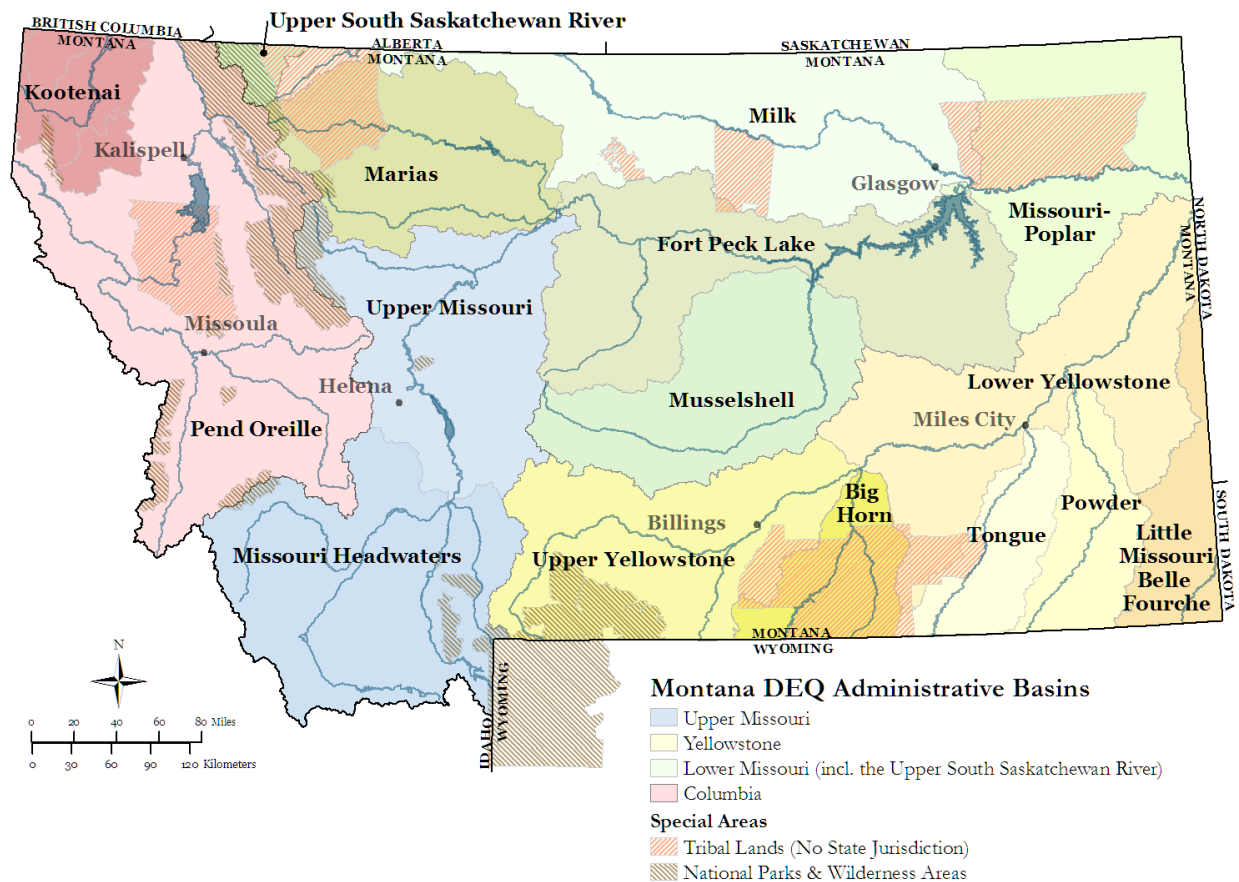 Upper South Saskatchewan River
BRITISH COLUMBIA
MONTANA
ALBERTA
MONTANA
SASKATCHEWAN
MONTANA
Kootenai
Kalispell
Marias
Milk
Glasgow
Missouri-
Poplar
NORTH DAKOTA
MONTANA
Fort Peck Lake
Upper Missouri
Missoula
Helena
Pend Oreille
Musselshell
Lower Yellowstone
Miles City
Big
Horn
Billings
Powder
Tongue
Little
Missouri
Belle
Fourche
SOUTH DAKOTA
Missouri Headwaters
Upper Yellowstone
MONTANA
WYOMING
IDAHO
WYOMING
N
0 20 40 60 80 Miles
0 30 60 90 120 Kilometers
Montana DEQ Administrative Basins
Upper Missouri
Yellowstone
Lower Missouri (incl. the Upper South Saskatchewan River)
Columbia
Special Areas
Tribal Lands (No State Jurisdiction)
National Parks & Wilderness Areas